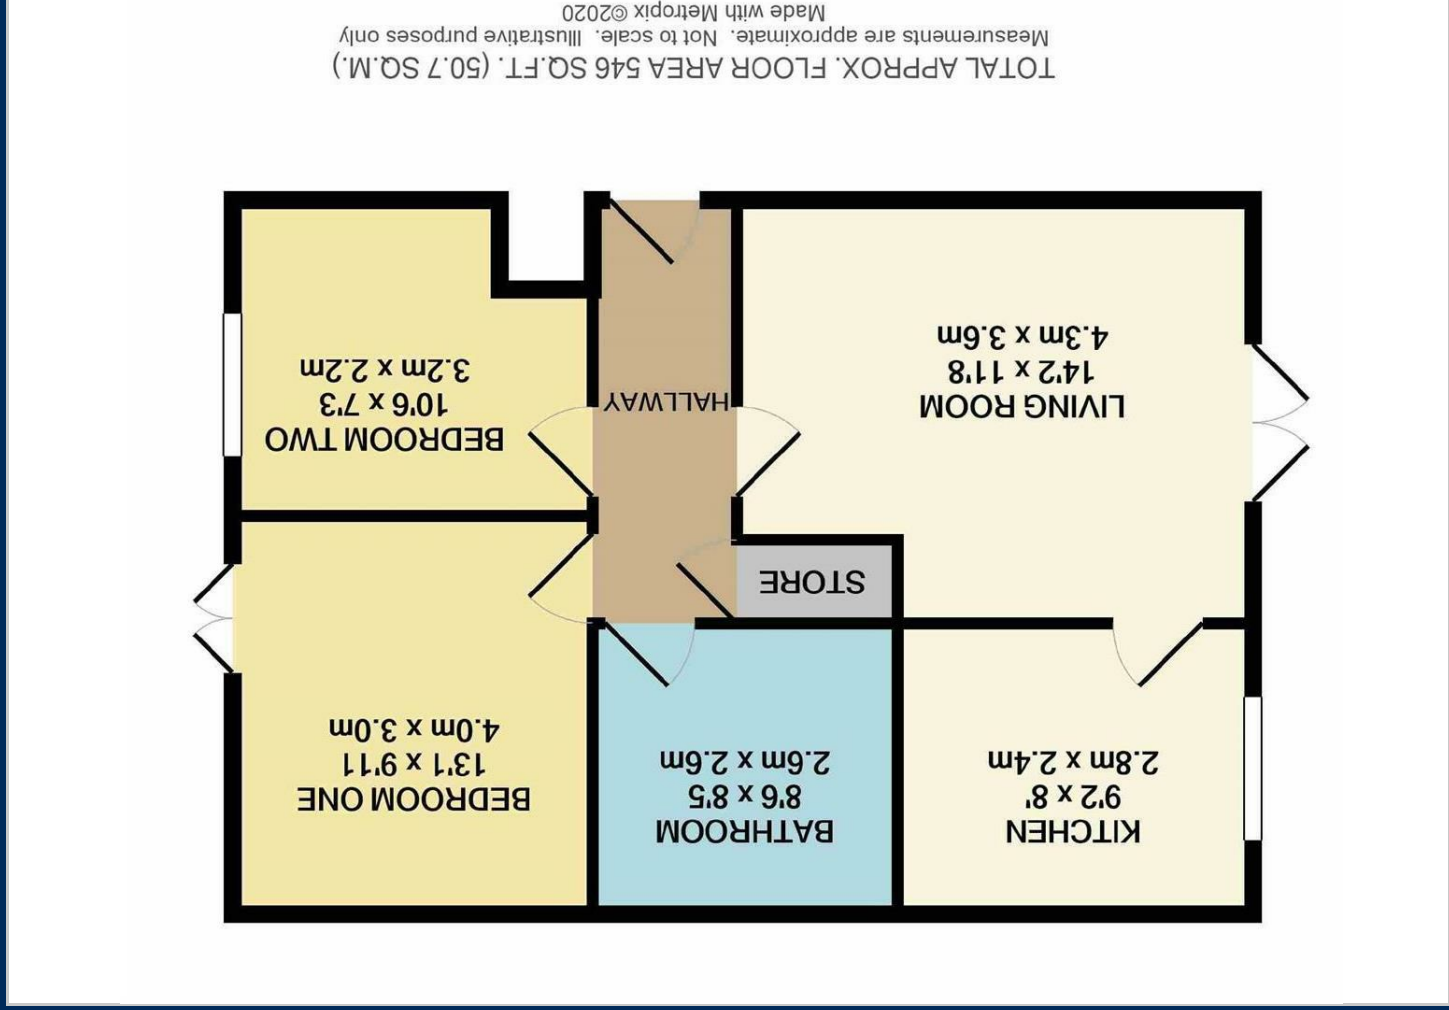 KITCHEN
9'2 x 8'
2.8m x 2.4m
BATHROOM
8'6 x 8'5
2.6m x 2.6m
BEDROOM ONE
13'1 x 9'11
4.0m x 3.0m
STORE
LIVING ROOM
14'2 x 11'8
4.3m x 3.6m
HALLWAY
BEDROOM TWO
10'6 x 7'3
3.2m x 2.2m
TOTAL APPROX. FLOOR AREA 546 SQ.FT. (50.7 SQ.M.)
Measurements are approximate. Not to scale. Illustrative purposes only
Made with Metropix ©2020